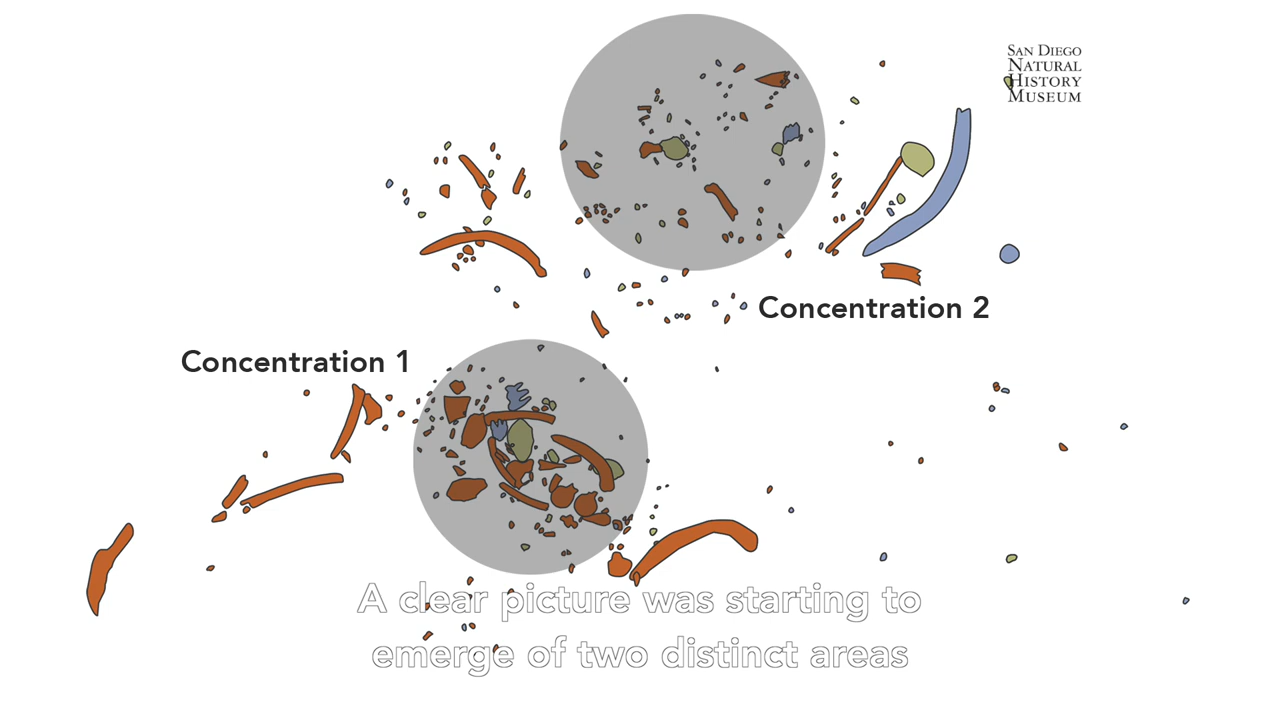 San Diego
Natural
History
Museum
Concentration 2
Concentration 1
A clear picture was starting to
emerge of two distinct areas